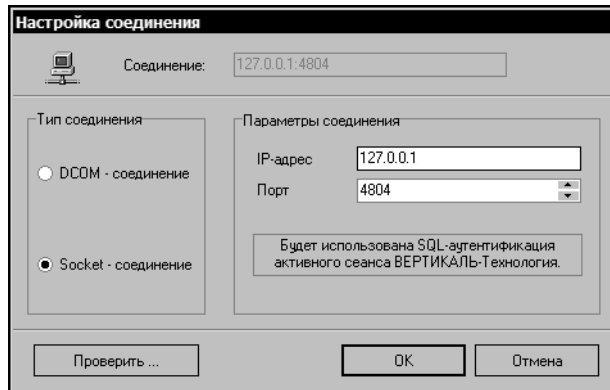 Настройка соединения
Соединение: 127.0.0.1:4804
Тип соединения
DCOM - соединение
Socket - соединение
Параметры соединения
IP-адрес 127.0.0.1
Порт 4804
Будет использована SQL-аутентификация
активного сеанса ВЕРТИКАЛЬ-Технология.
Проверить ... OK Отмена